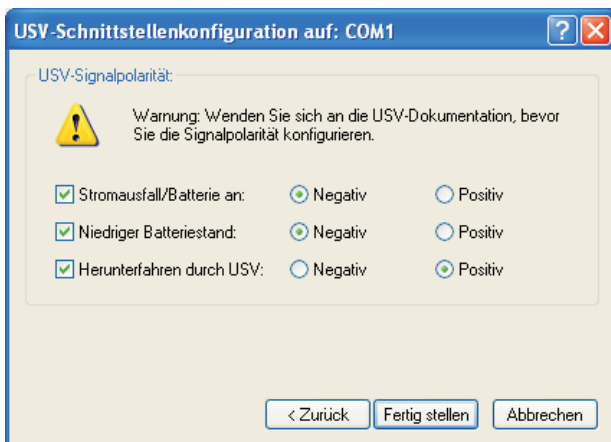 USV-Schnittstellenkonfiguration auf: COM1
USV-Signalpolarität:
Warnung: Wenden Sie sich an die USV-Dokumentation, bevor
Sie die Signalpolarität konfigurieren.
Stromausfall/Batterie an: Negativ Positiv
Niedriger Batteriestand: Negativ Positiv
Herunterfahren durch USV: Negativ Positiv
< Zurück Fertig stellen Abbrechen